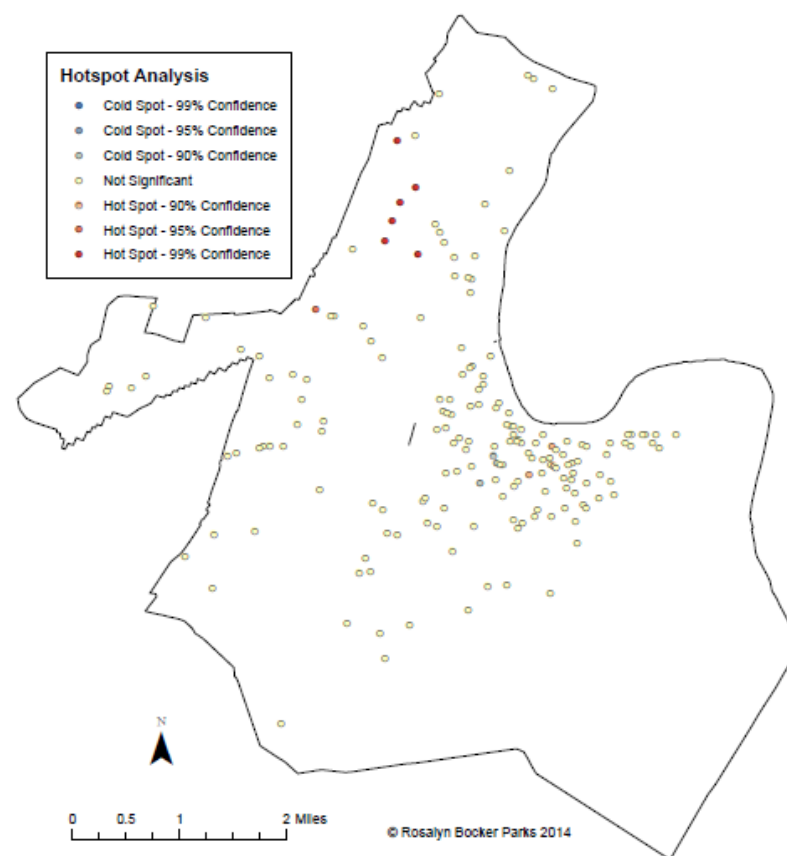 Hotspot Analysis
Cold Spot - 99% Confidence
Cold Spot - 95% Confidence
Cold Spot - 90% Confidence
Not Significant
Hot Spot - 90% Confidence
Hot Spot - 95% Confidence
Hot Spot - 99% Confidence
N
0 0.5 1 2 Miles
© Rosalyn Bocker Parks 2014